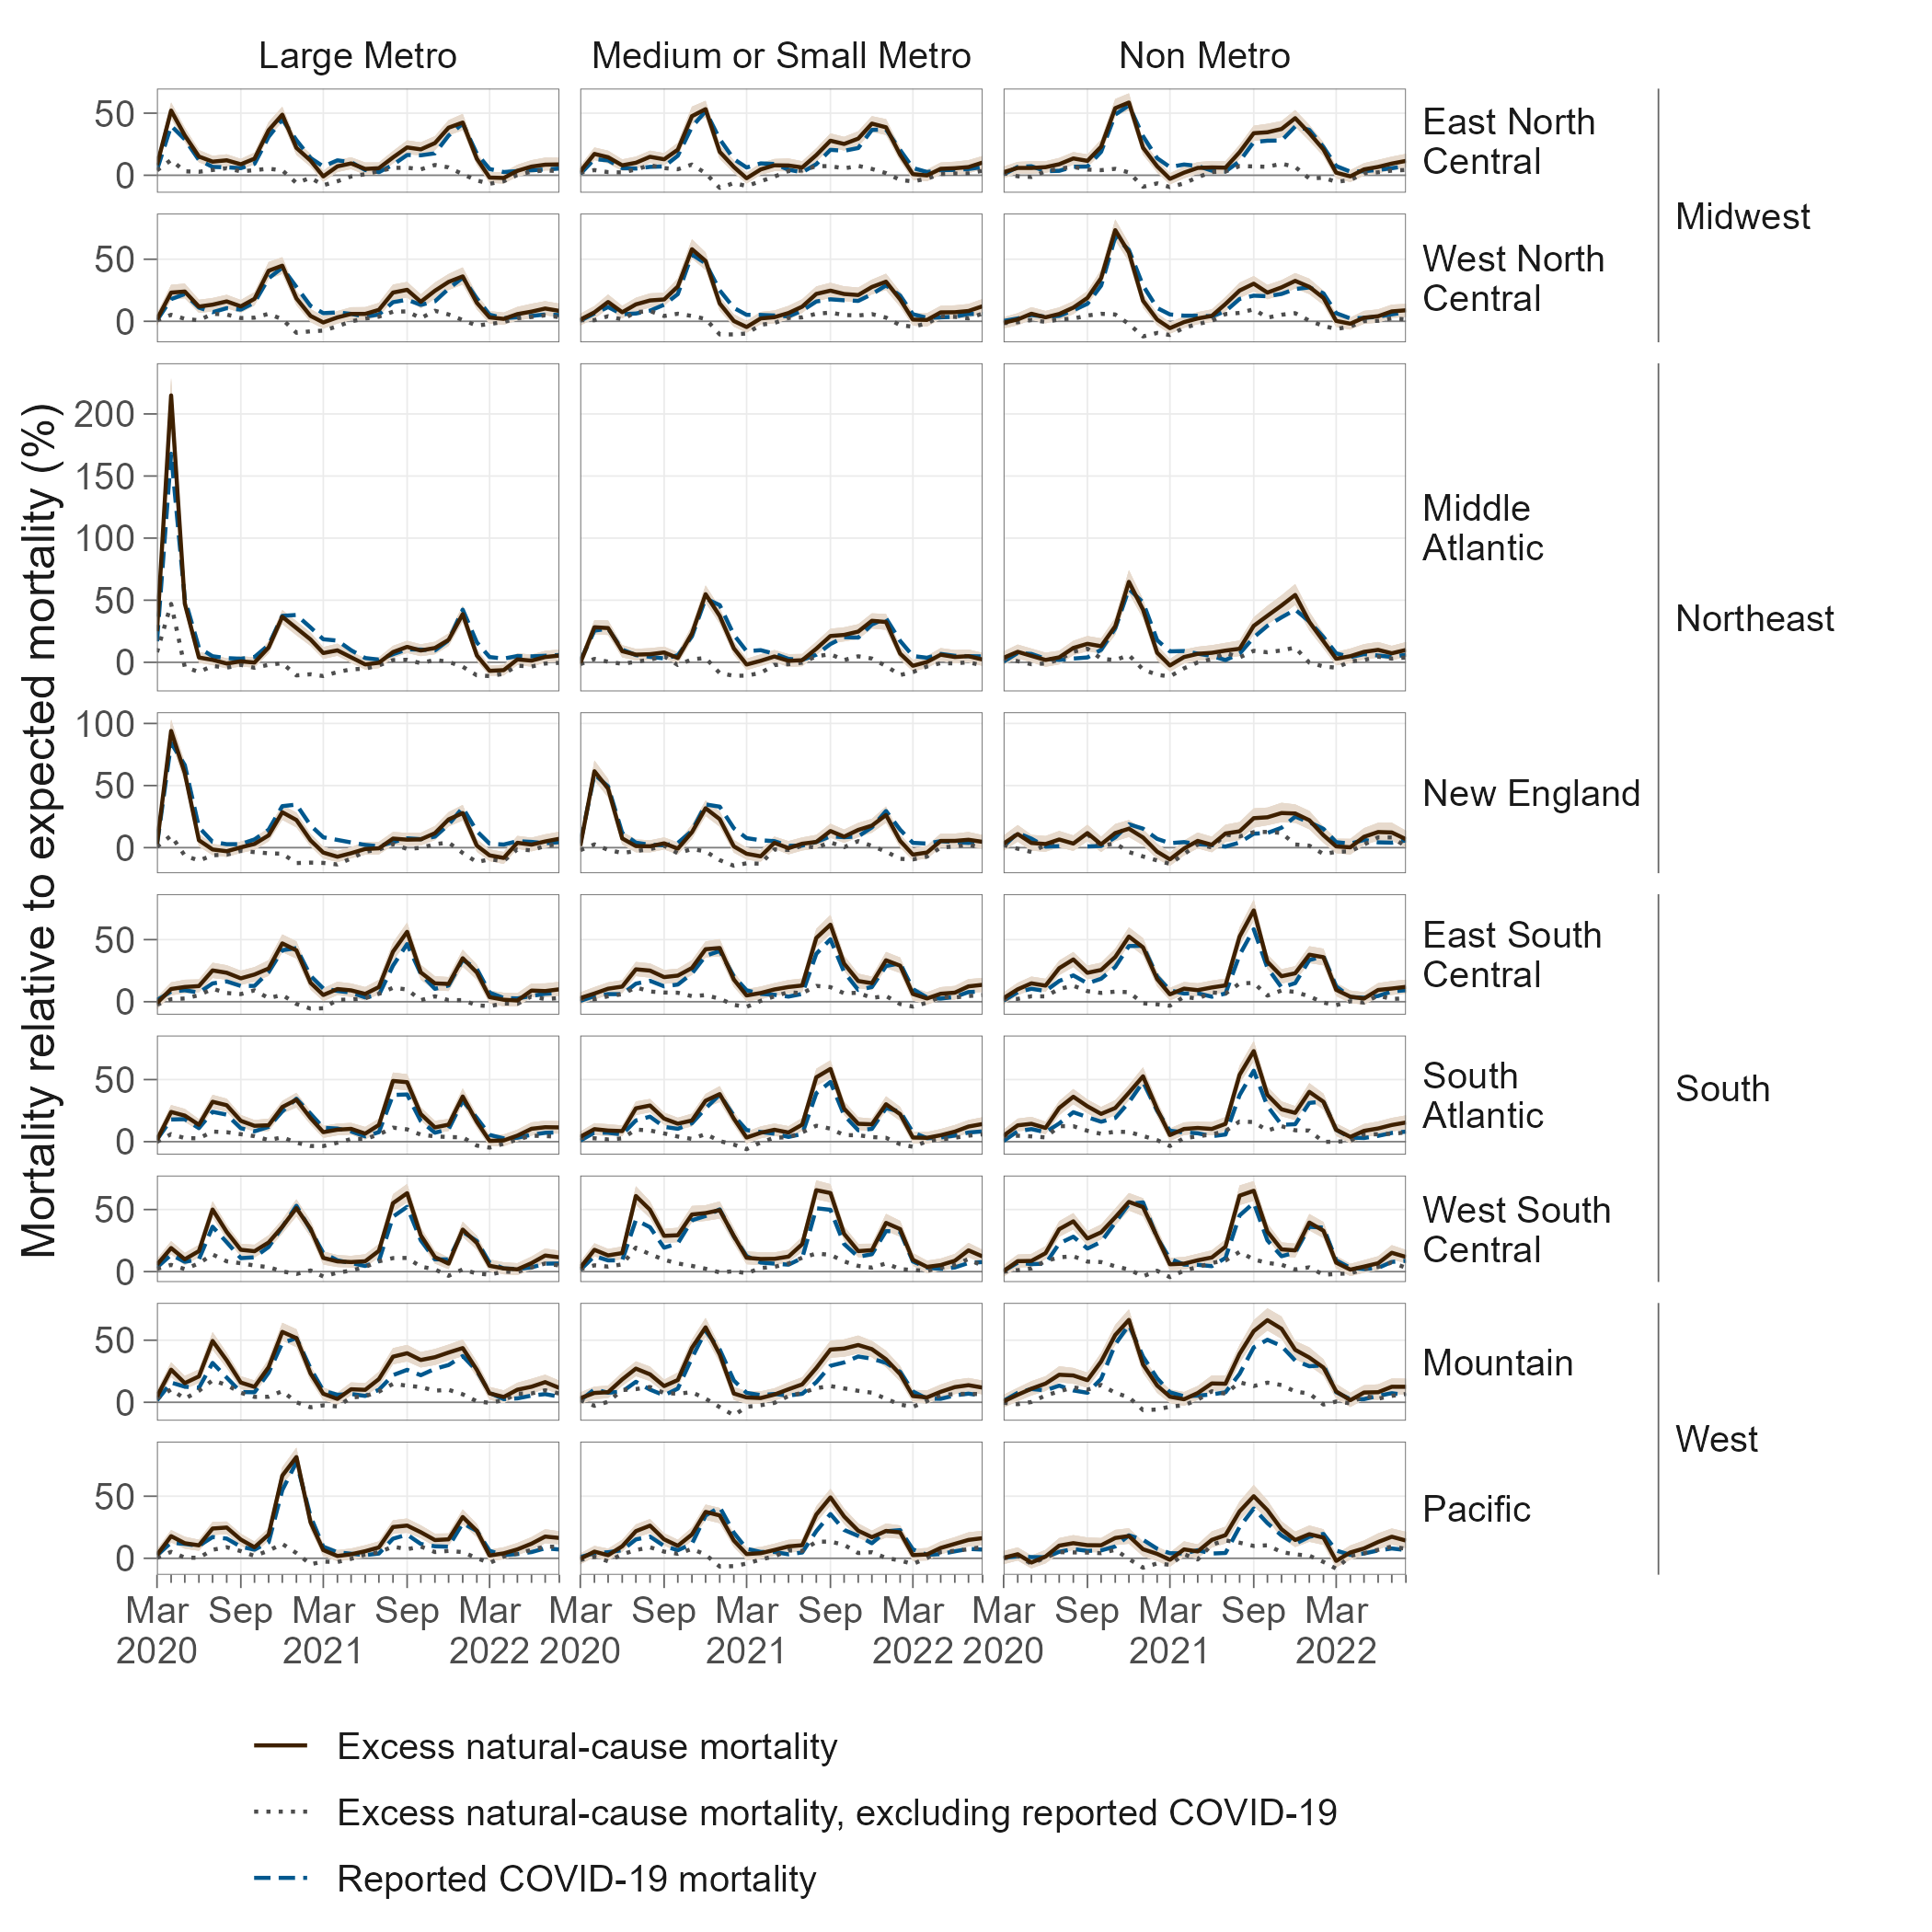 Large Metro
Medium or Small Metro
Non Metro
Mortality relative to expected mortality (%)
50
0
East North
Central
50
0
West North
Central
Midwest
200
150
100
50
0
Middle
Atlantic
100
50
0
New England
Northeast
50
0
East South
Central
50
0
South
Atlantic
50
0
West South
Central
South
50
0
Mountain
50
0
Pacific
West
Mar Sep Mar Sep Mar Mar Sep Mar Sep Mar Mar Sep Mar Sep Mar
2020 2021 2022 2020 2021 2022 2020 2021 2022
Excess natural-cause mortality
Excess natural-cause mortality, excluding reported COVID-19
Reported COVID-19 mortality